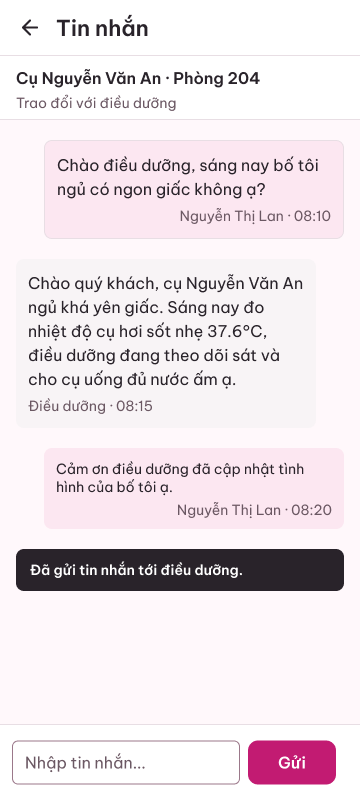 Tin nhắn
Cụ Nguyễn Văn An · Phòng 204
Trao đổi với điều dưỡng
Chào điều dưỡng, sáng nay bố tôi
ngủ có ngon giấc không ạ?
Nguyễn Thị Lan · 08:10
Chào quý khách, cụ Nguyễn Văn An
ngủ khá yên giấc. Sáng nay đo
nhiệt độ cụ hơi sốt nhẹ 37.6°C,
điều dưỡng đang theo dõi sát và
cho cụ uống đủ nước ấm ạ.
Điều dưỡng · 08:15
Cảm ơn điều dưỡng đã cập nhật tình
hình của bố tôi ạ.
Nguyễn Thị Lan · 08:20
Đã gửi tin nhắn tới điều dưỡng.
Nhập tin nhắn...
Gửi